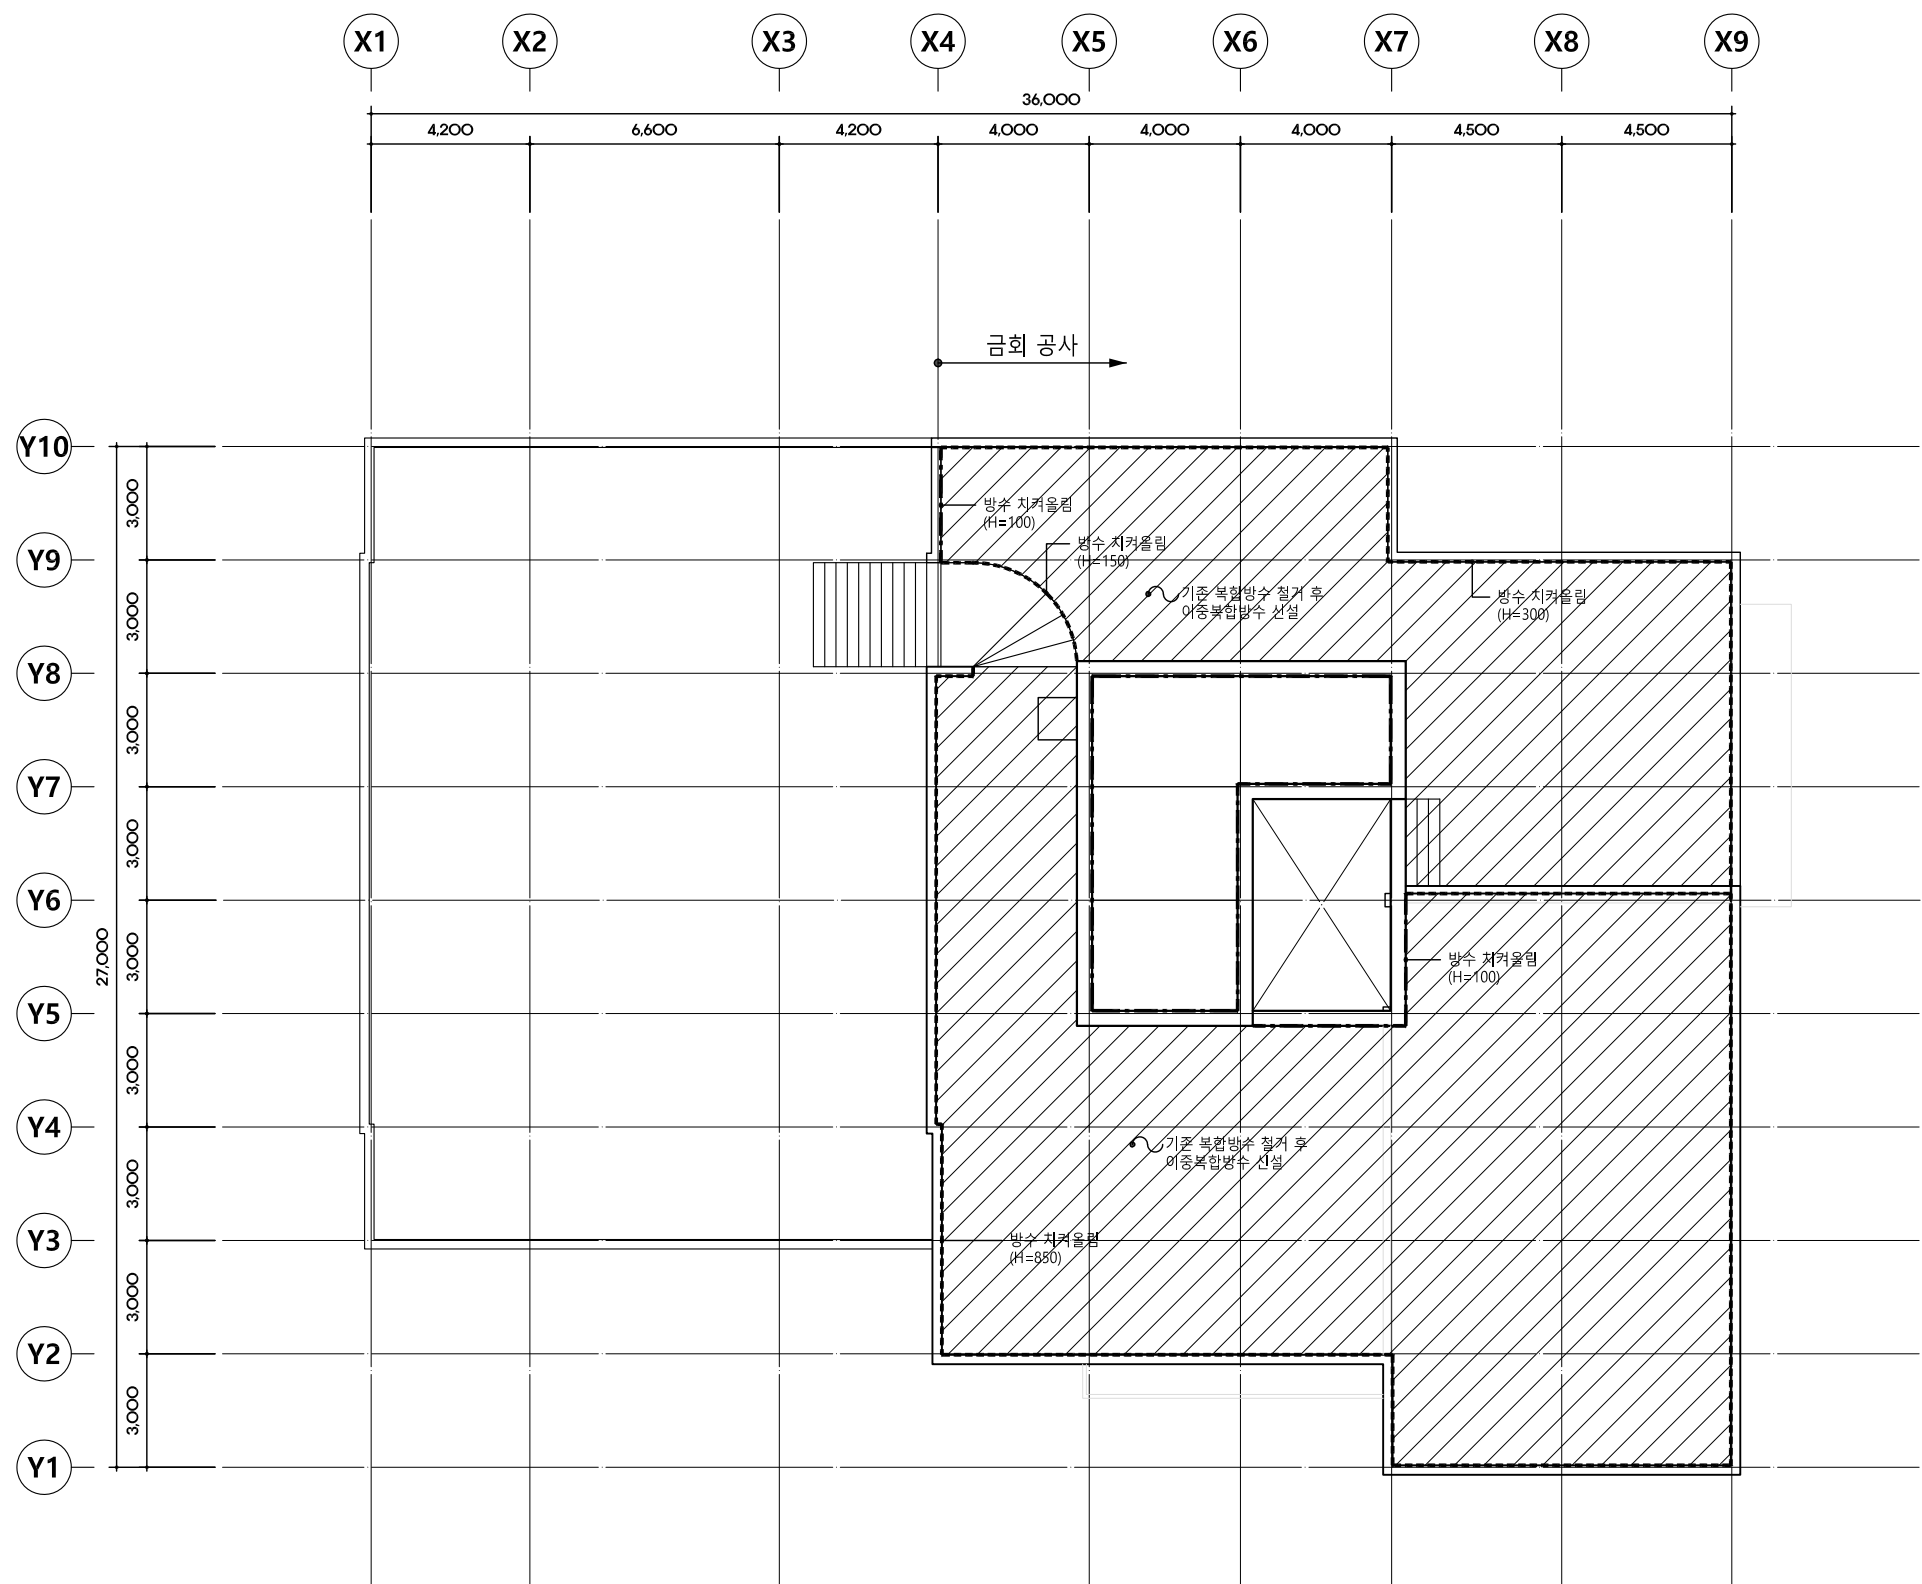 X1 X2 X3 X4 X5 X6 X7 X8 X9
36,000
4,200 6,600 4,200 4,000 4,000 4,000 4,500 4,500
금회 공사
Y10
3,000
방수 치켜올림
(H=100)
방수 치켜올림
(H=150)
Y9
기존 복합방수 철거 후
이중복합방수 신설
방수 치켜올림
(H=300)
3,000
Y8
3,000
Y7
3,000
Y6
27,000
3,000
방수 치켜올림
(H=100)
Y5
3,000
Y4
기존 복합방수 철거 후
이중복합방수 신설
3,000
Y3
방수 치켜올림
(H=850)
3,000
Y2
3,000
Y1